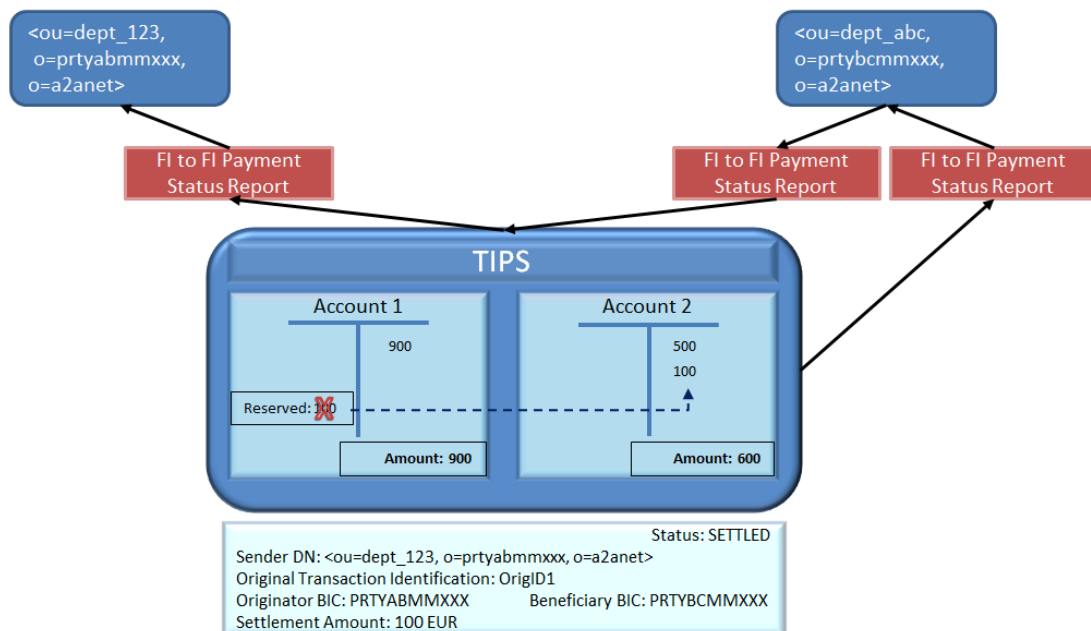 <ou=dept_123,
o=prtyabmmxxx,
o=a2anet>
<ou=dept_abc,
o=prtybcmmxxx,
o=a2anet>
FI to FI Payment
Status Report
FI to FI Payment
Status Report
FI to FI Payment
Status Report
TIPS
Account 1
900
Reserved: 100
Amount: 900
Account 2
500
100
Amount: 600
Status: SETTLED
Sender DN: <ou=dept_123, o=prtyabmmxxx, o=a2anet>
Original Transaction Identification: OrigID1
Originator BIC: PRTYABMMXXX Beneficiary BIC: PRTYBCMMXXX
Settlement Amount: 100 EUR